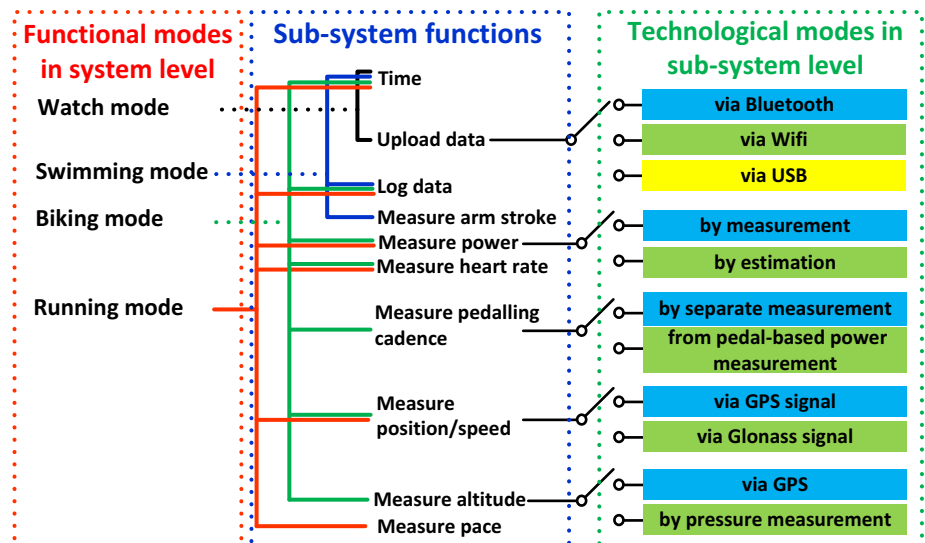 Functional modes
in system level
Watch mode
Swimming mode
Biking mode
Running mode
Sub-system functions
Time
Upload data
Log data
Measure arm stroke
Measure power
Measure heart rate
Measure pedalling
cadence
Measure
position/speed
Measure altitude
Measure pace
Technological modes in
sub-system level
via Bluetooth
via Wifi
via USB
by measurement
by estimation
by separate measurement
from pedal-based power
measurement
via GPS signal
via Glonass signal
via GPS
by pressure measurement